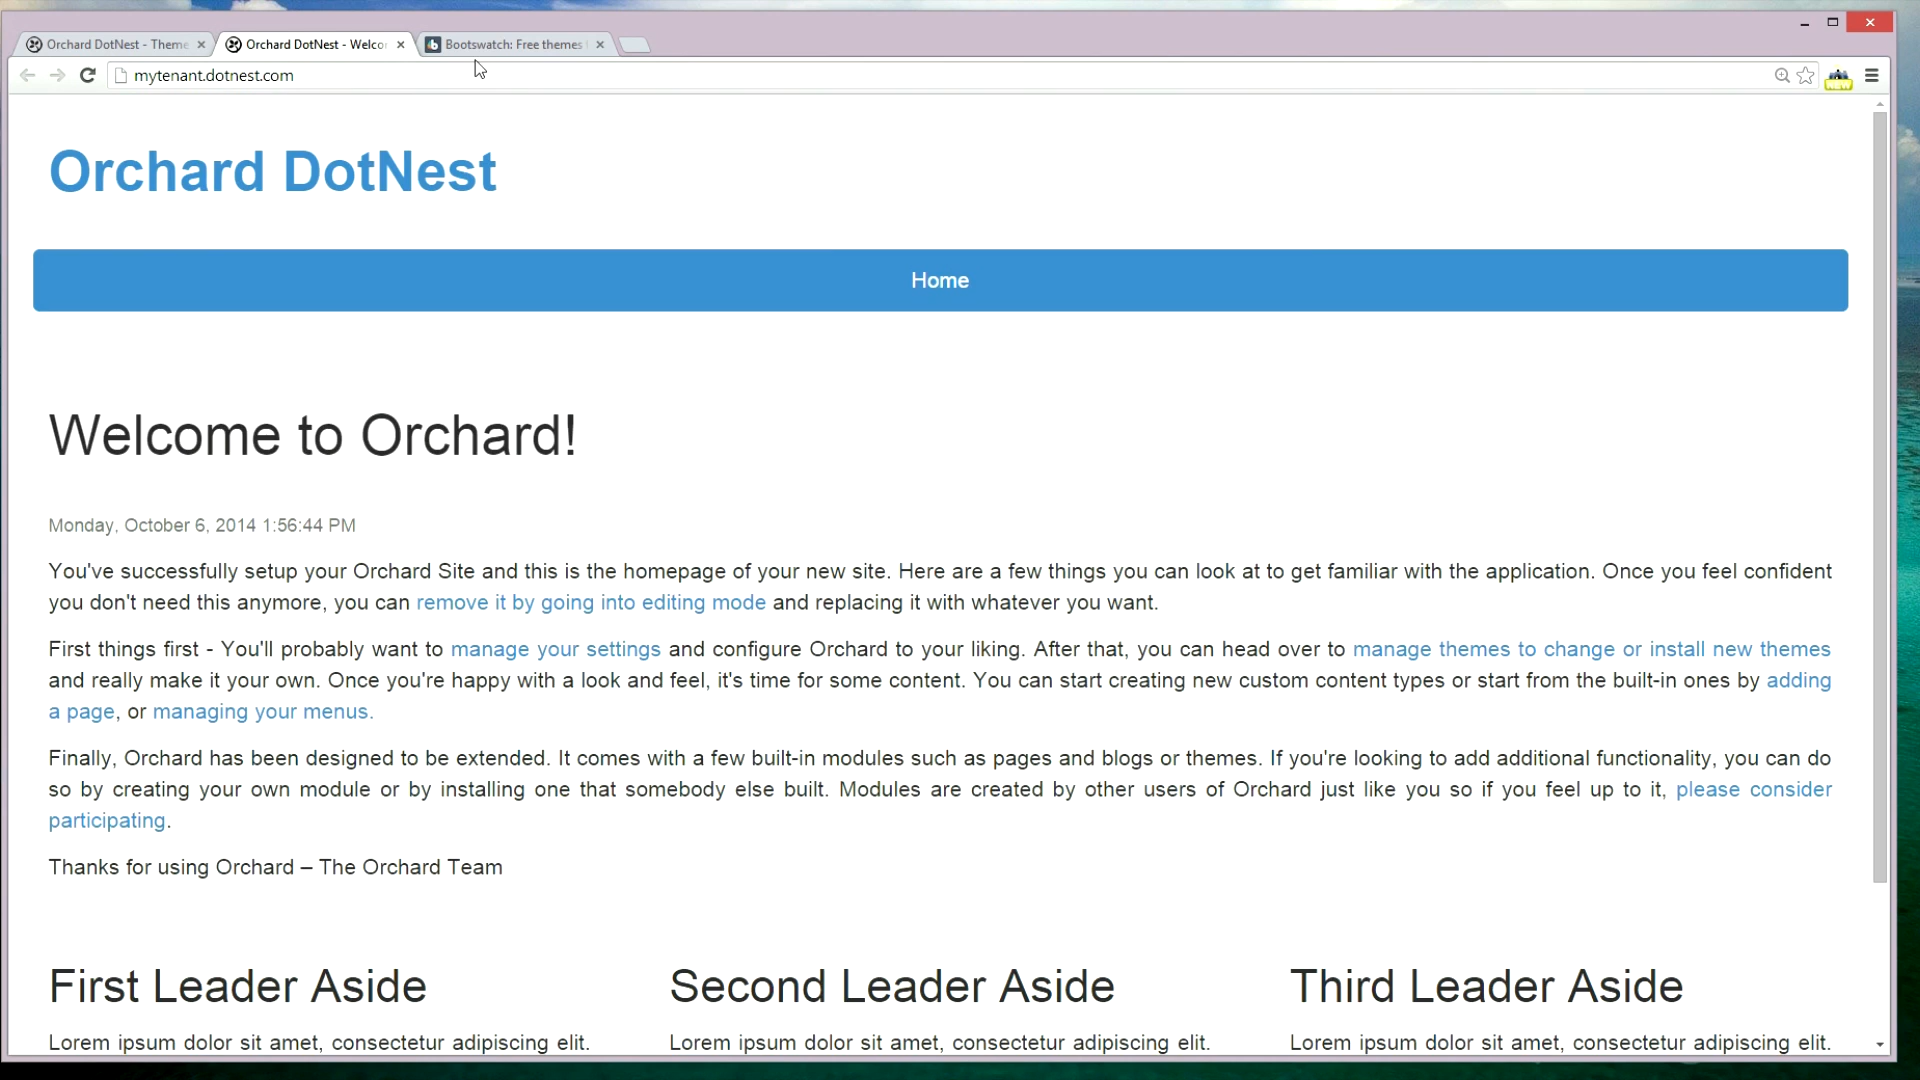 Orchard DotNest - Theme
Orchard DotNest - Welco
Bootswatch: Free themes
mytenant.dotnest.com
NEW
Orchard DotNest
Home
Welcome to Orchard!
Monday, October 6, 2014 1:56:44 PM
You've successfully setup your Orchard Site and this is the homepage of your new site. Here are a few things you can look at to get familiar with the application. Once you feel confident
you don't need this anymore, you can remove it by going into editing mode and replacing it with whatever you want.
First things first - You'll probably want to manage your settings and configure Orchard to your liking. After that, you can head over to manage themes to change or install new themes
and really make it your own. Once you're happy with a look and feel, it's time for some content. You can start creating new custom content types or start from the built-in ones by adding
a page, or managing your menus.
Finally, Orchard has been designed to be extended. It comes with a few built-in modules such as pages and blogs or themes. If you're looking to add additional functionality, you can do
so by creating your own module or by installing one that somebody else built. Modules are created by other users of Orchard just like you so if you feel up to it, please consider
participating.
Thanks for using Orchard – The Orchard Team
First Leader Aside
Second Leader Aside
Third Leader Aside
Lorem ipsum dolor sit amet, consectetur adipiscing elit.
Lorem ipsum dolor sit amet, consectetur adipiscing elit.
Lorem ipsum dolor sit amet, consectetur adipiscing elit.